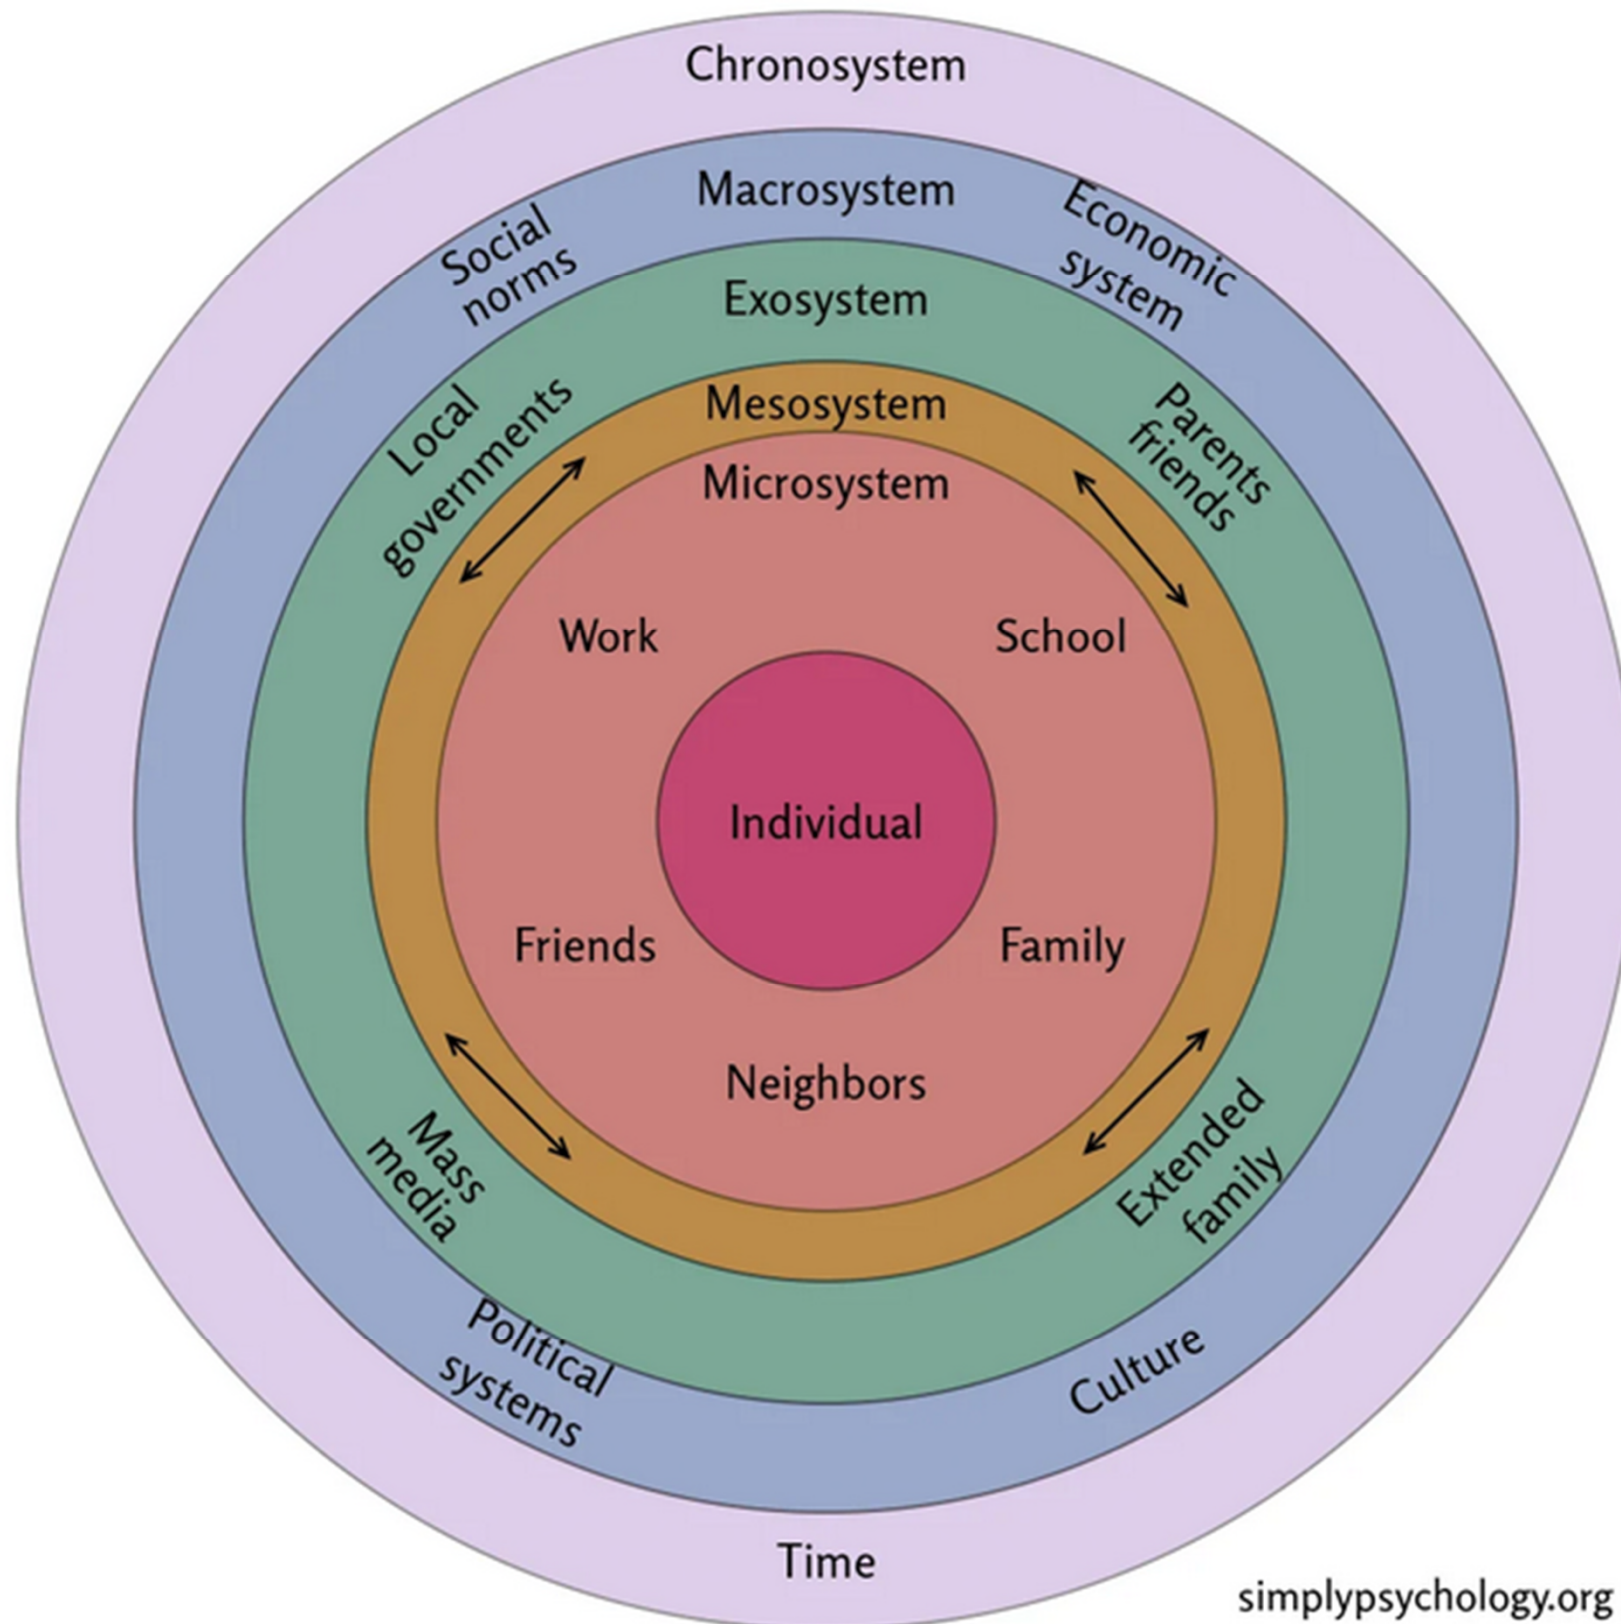 Chronosystem
Macrosystem
Social
norms
Economic
system
Exosystem
Local
governments
Parents
friends
Mesosystem
Microsystem
Work
School
Individual
Friends
Family
Neighbors
Mass
media
Extended
family
Political
systems
Culture
Time
simplypsychology.org